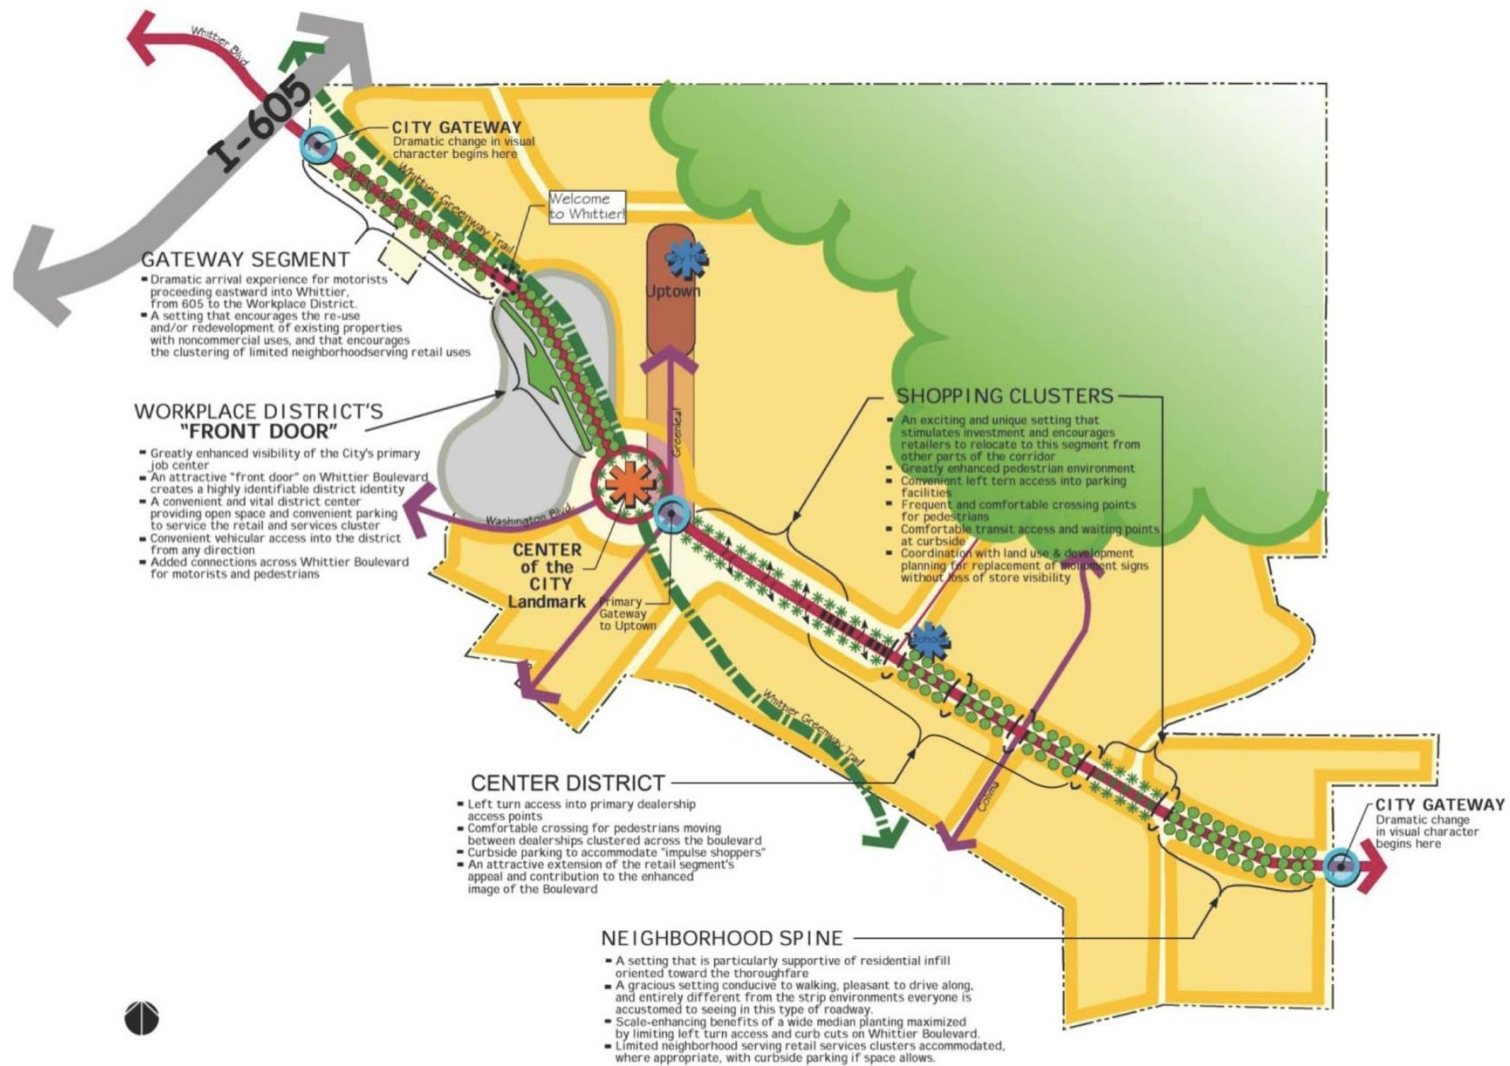 Whittier Blvd
I-605
CITY GATEWAY
Dramatic change in visual
character begins here
Whittier Greenway Trail
Welcome
to Whittier!
GATEWAY SEGMENT
Dramatic arrival experience for motorists
proceeding eastward into Whittier,
from 605 to the Workplace District.
A setting that encourages the re-use
and/or redevelopment of existing properties
with noncommercial uses, and that encourages
the clustering of limited neighborhoodserving retail uses
Uptown
WORKPLACE DISTRICT'S
"FRONT DOOR"
Greatly enhanced visibility of the City's primary
job center
An attractive "front door" on Whittier Boulevard
creates a highly identifiable district identity
A convenient and vital district center
providing open space and convenient parking
to service the retail and services cluster
Convenient vehicular access into the district
from any direction
Added connections across Whittier Boulevard
for motorists and pedestrians
Greenleaf
Washington Blvd.
SHOPPING CLUSTERS
An exciting and unique setting that
stimulates investment and encourages
retailers to relocate to this segment from
other parts of the corridor
Greatly enhanced pedestrian environment
Convenient left tern access into parking
facilities
Frequent and comfortable crossing points
for pedestrians
Comfortable transit access and waiting points
at curbside
Coordination with land use & development
planning for replacement of monument signs
without loss of store visibility
CENTER
of the
CITY
Landmark
Primary
Gateway
to Uptown
School
Whittier Greenway Trail
CENTER DISTRICT
Left turn access into primary dealership
access points
Comfortable crossing for pedestrians moving
between dealerships clustered across the boulevard
Curbside parking to accommodate "impulse shoppers"
An attractive extension of the retail segment's
appeal and contribution to the enhanced
image of the Boulevard
CITY GATEWAY
Dramatic change
in visual character
begins here
NEIGHBORHOOD SPINE
A setting that is particularly supportive of residential infill
oriented toward the thoroughfare
A gracious setting conducive to walking, pleasant to drive along,
and entirely different from the strip environments everyone is
accustomed to seeing in this type of roadway.
Scale-enhancing benefits of a wide median planting maximized
by limiting left turn access and curb cuts on Whittier Boulevard.
Limited neighborhood serving retail services clusters accommodated,
where appropriate, with curbside parking if space allows.